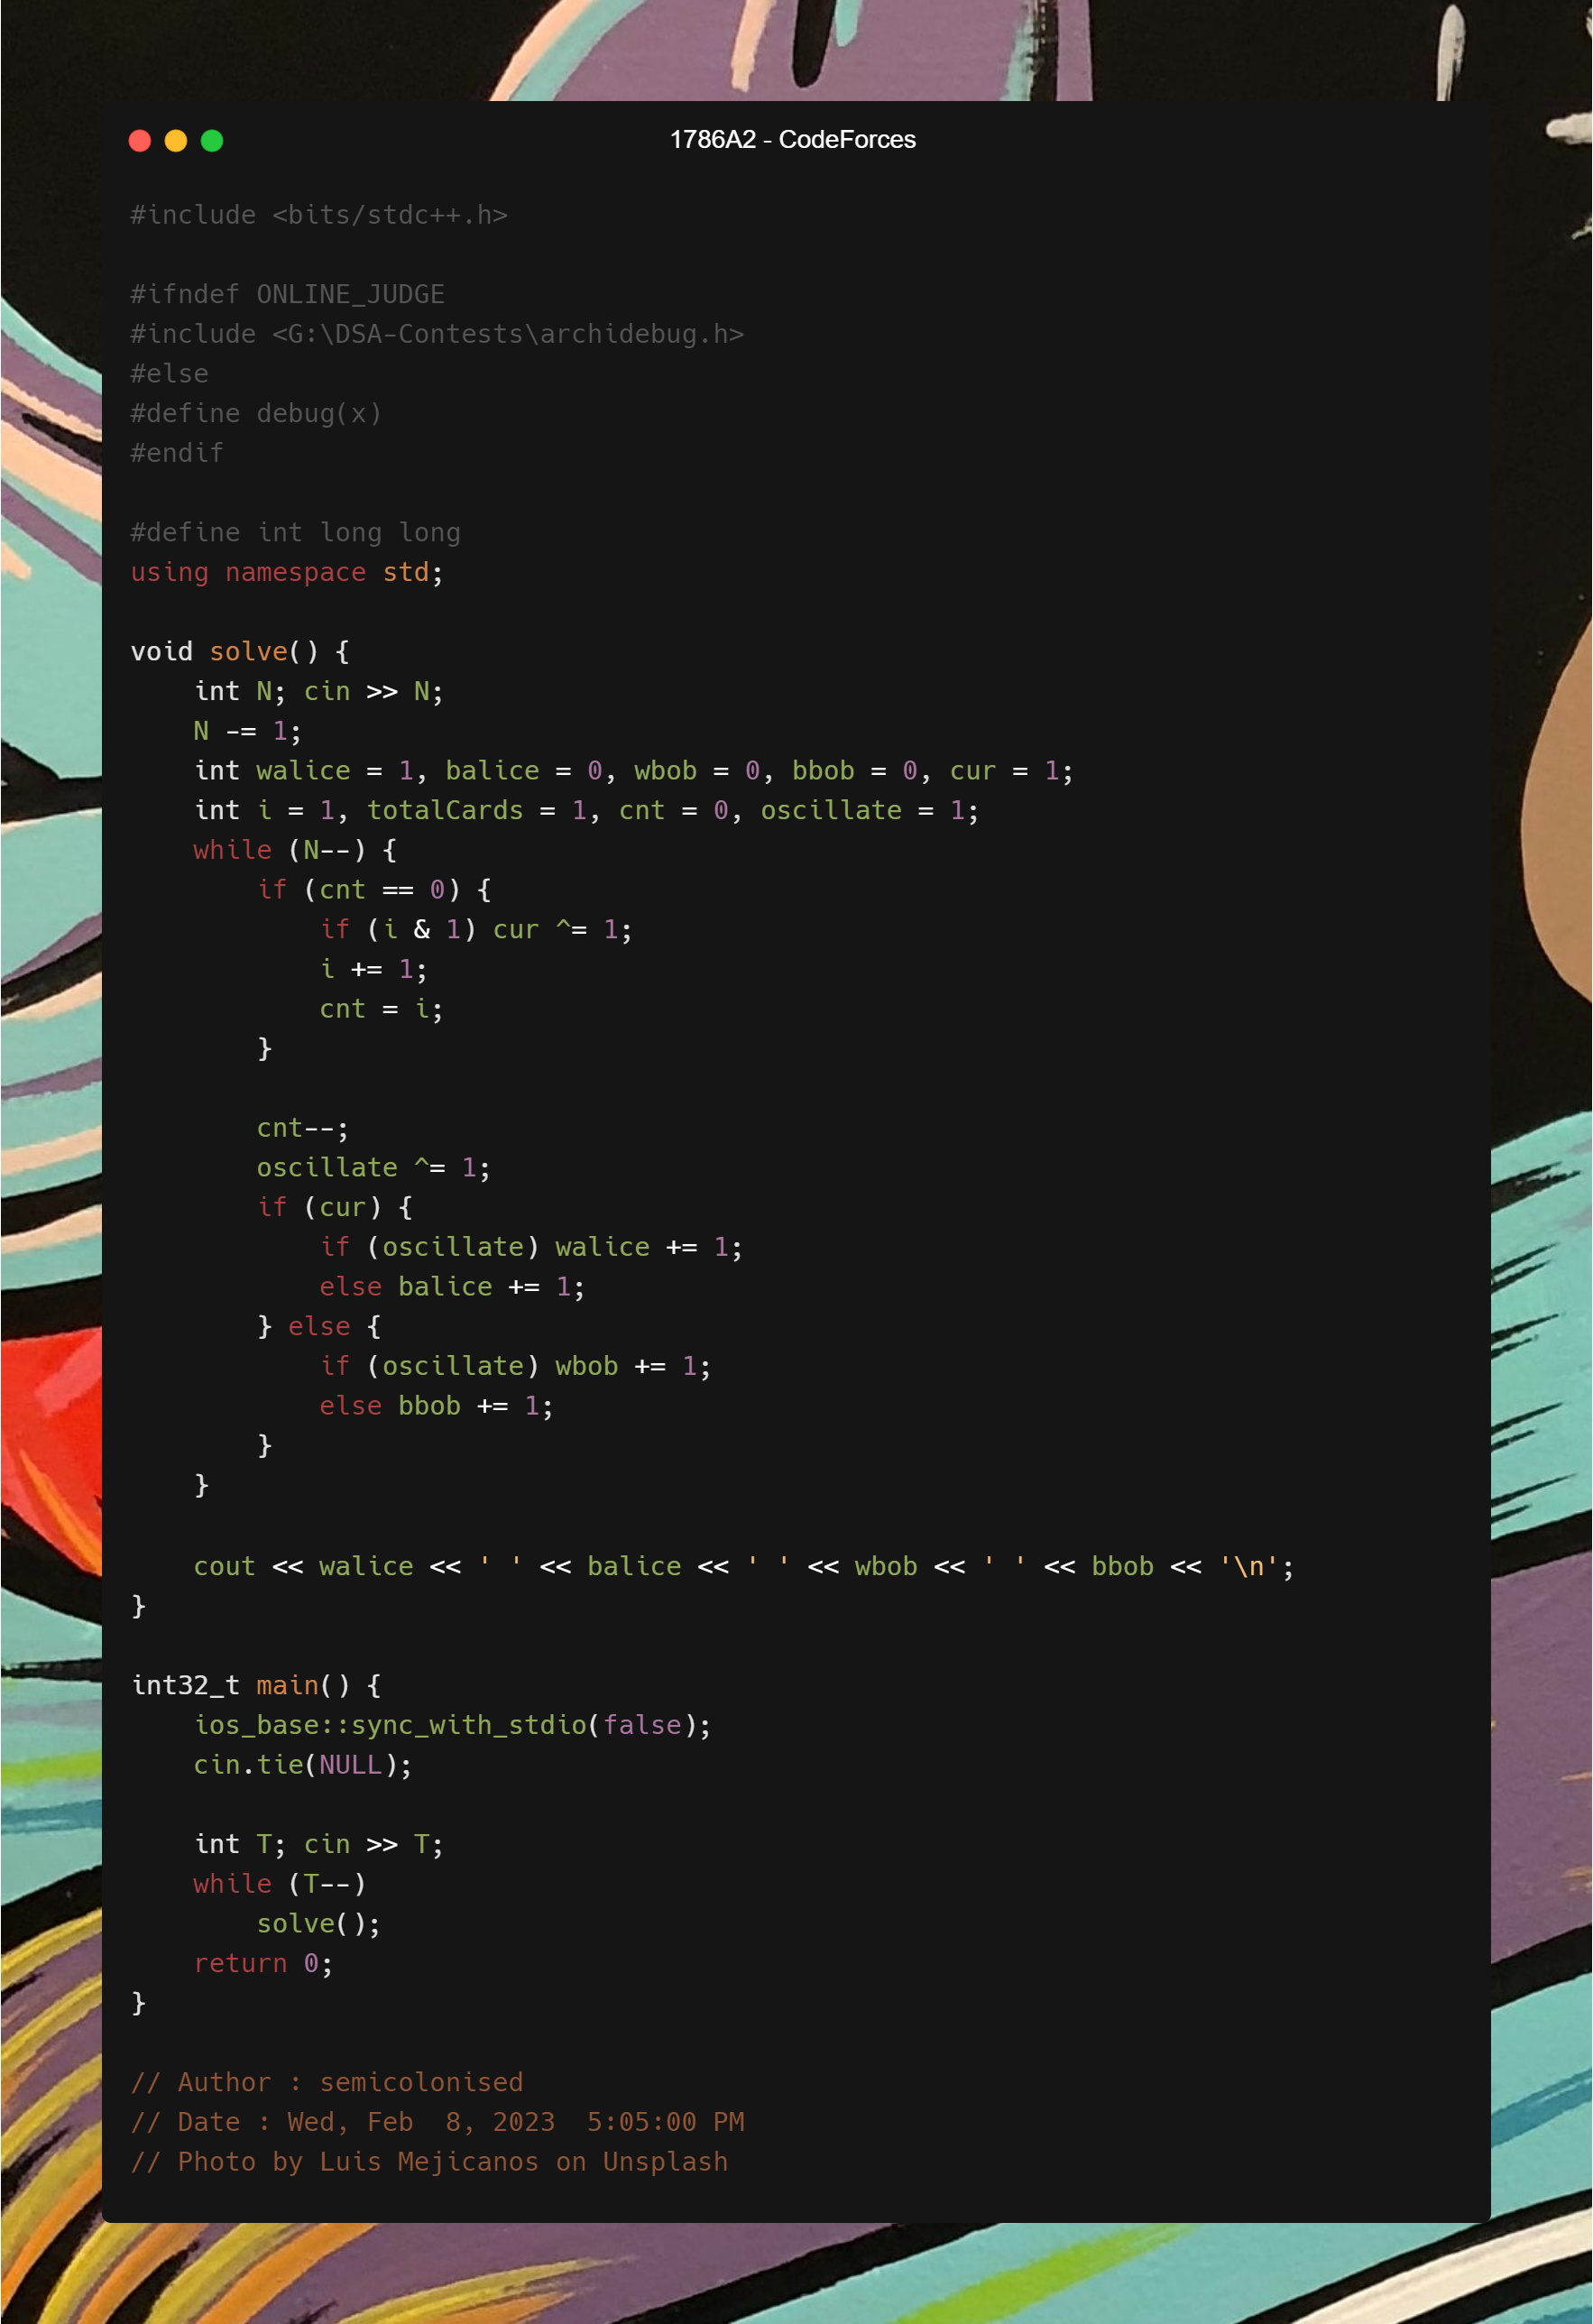 1786A2 - CodeForces
#include <bits/stdc++.h>
#ifndef ONLINE_JUDGE
#include <G:\DSA-Contests\archidebug.h>
#else
#define debug(x)
#endif
#define int long long
using namespace std;
void solve() {
    int N; cin >> N;
    N -= 1;
    int walice = 1, balice = 0, wbob = 0, bbob = 0, cur = 1;
    int i = 1, totalCards = 1, cnt = 0, oscillate = 1;
    while (N--) {
        if (cnt == 0) {
            if (i & 1) cur ^= 1;
            i += 1;
            cnt = i;
        }
        cnt--;
        oscillate ^= 1;
        if (cur) {
            if (oscillate) walice += 1;
            else balice += 1;
        } else {
            if (oscillate) wbob += 1;
            else bbob += 1;
        }
    }
    cout << walice << ' ' << balice << ' ' << wbob << ' ' << bbob << '\n';
}
int32_t main() {
    ios_base::sync_with_stdio(false);
    cin.tie(NULL);
    int T; cin >> T;
    while (T--)
        solve();
    return 0;
}
// Author : semicolonised
// Date : Wed, Feb  8, 2023  5:05:00 PM
// Photo by Luis Mejicanos on Unsplash